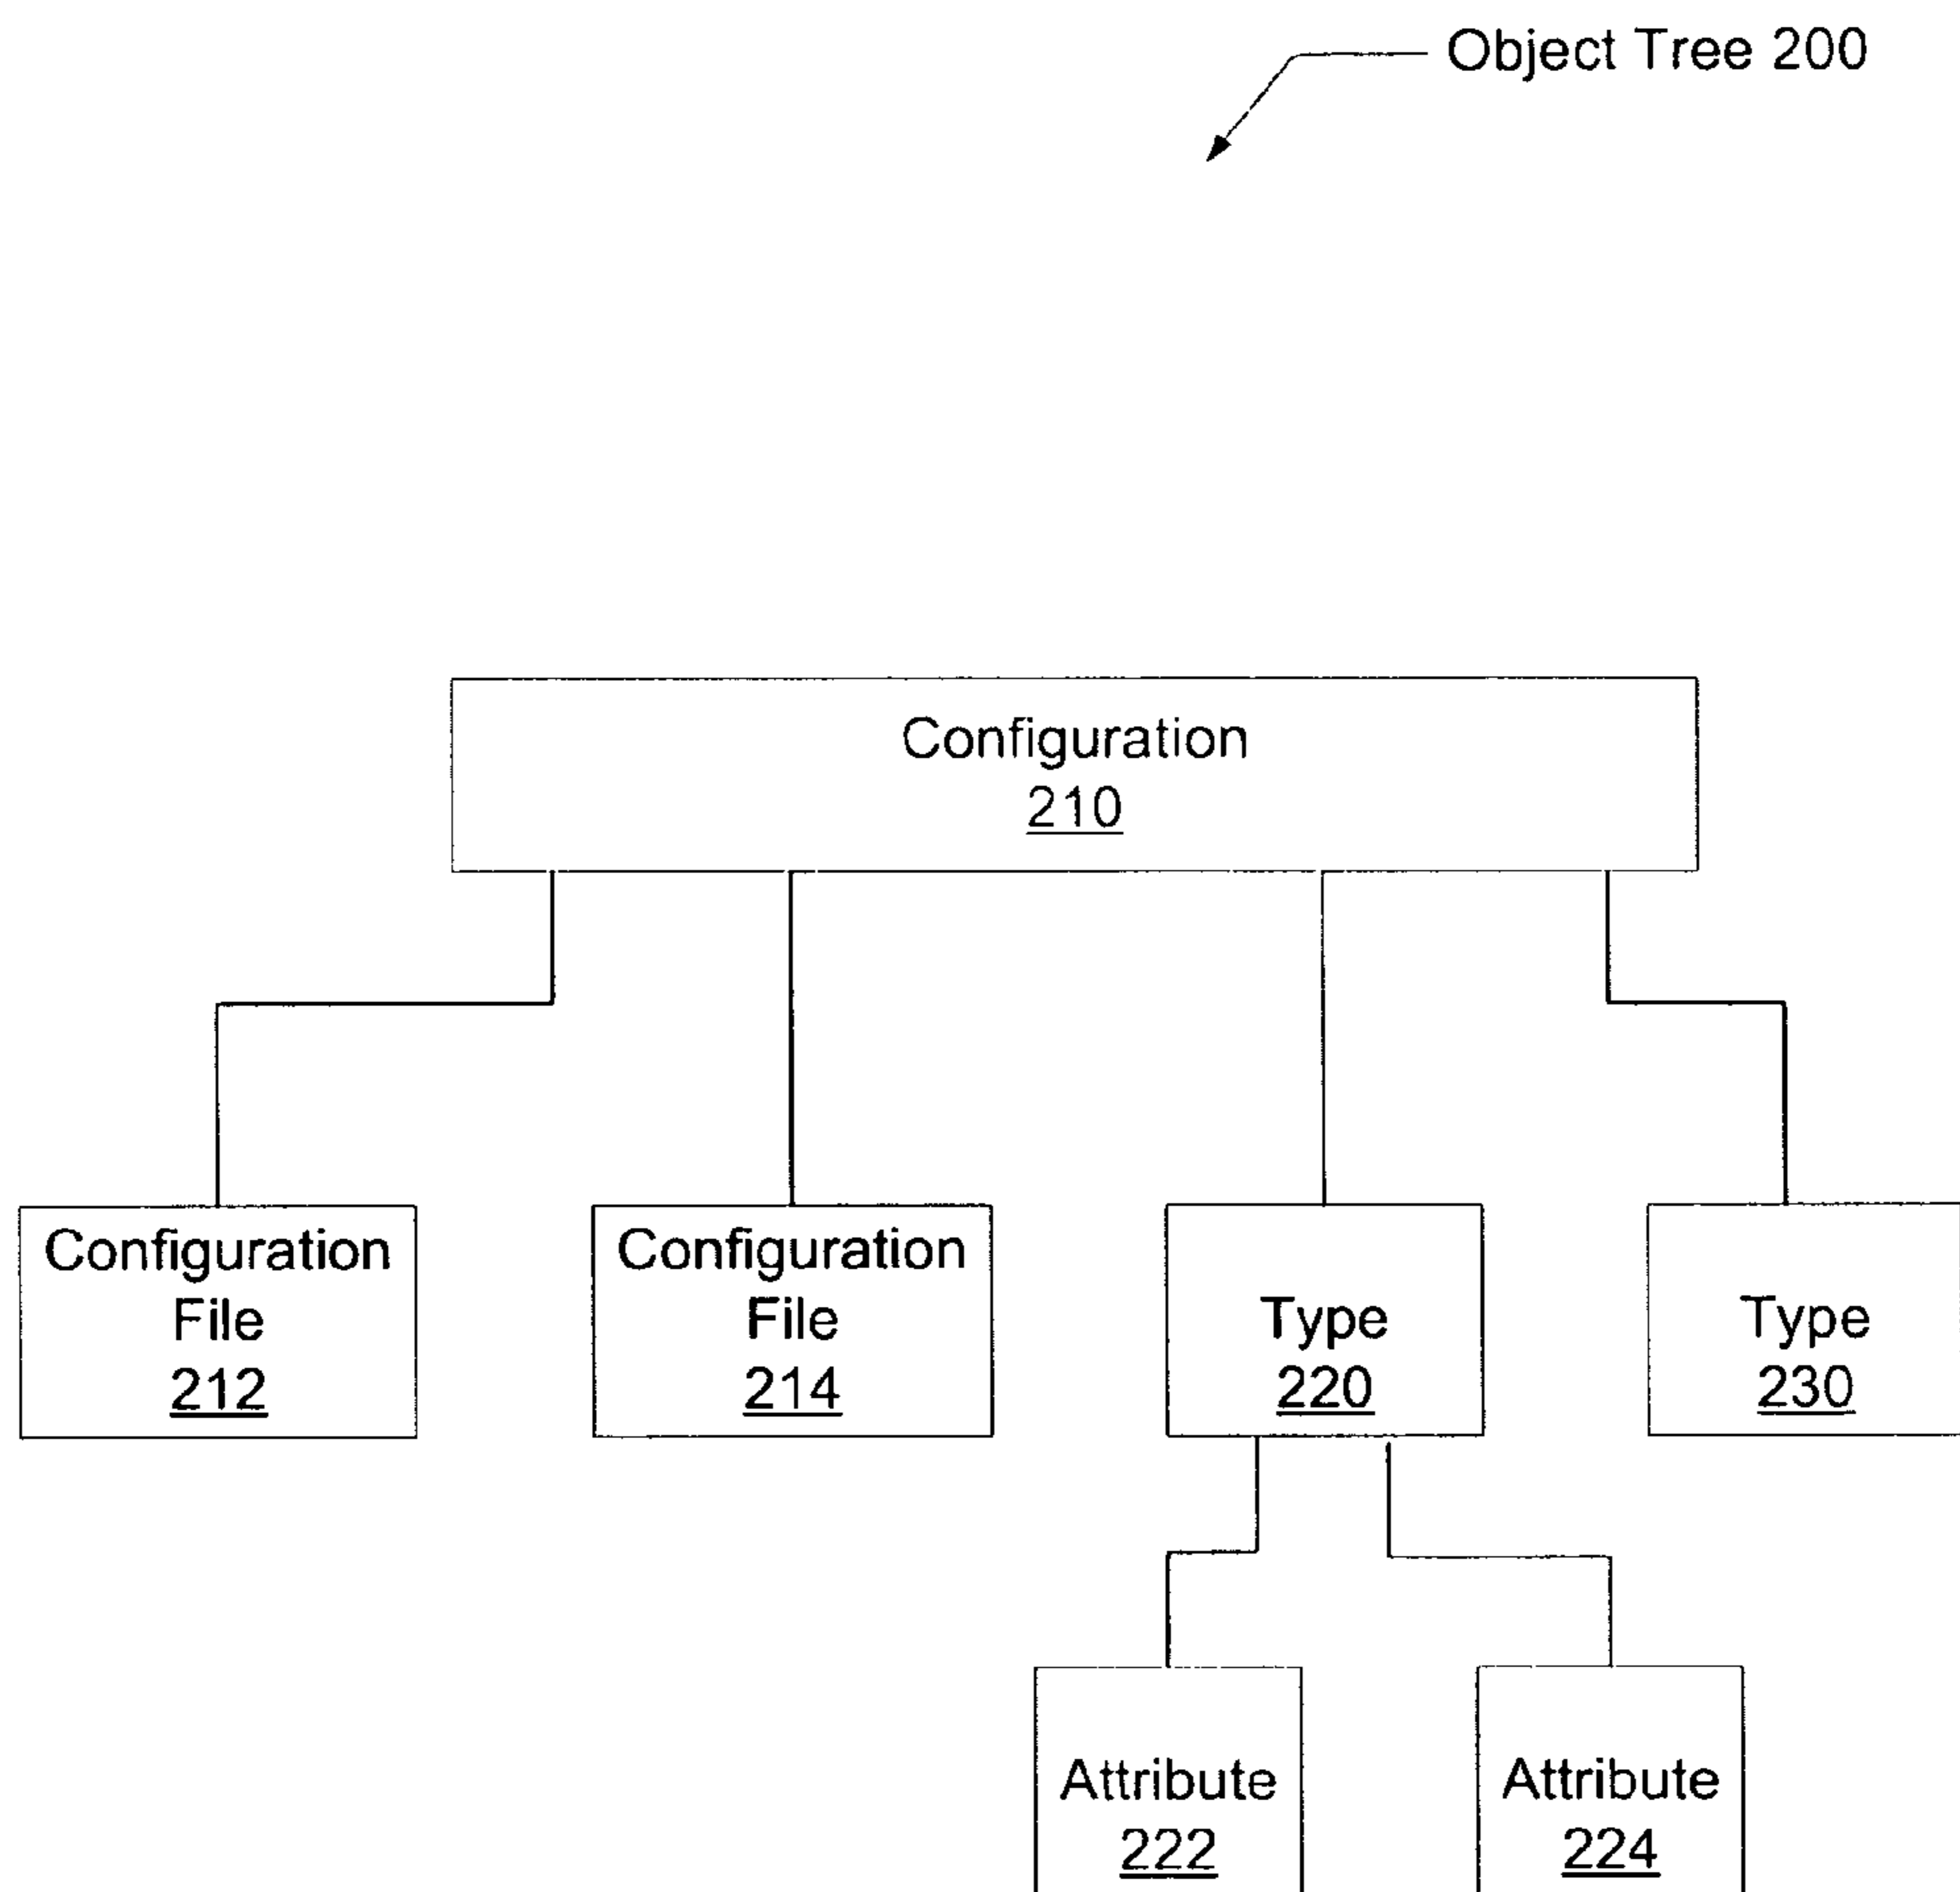 Object Tree 200
Configuration
210
Configuration
File
212
Configuration
File
214
Type
220
Type
230
Attribute
222
Attribute
224